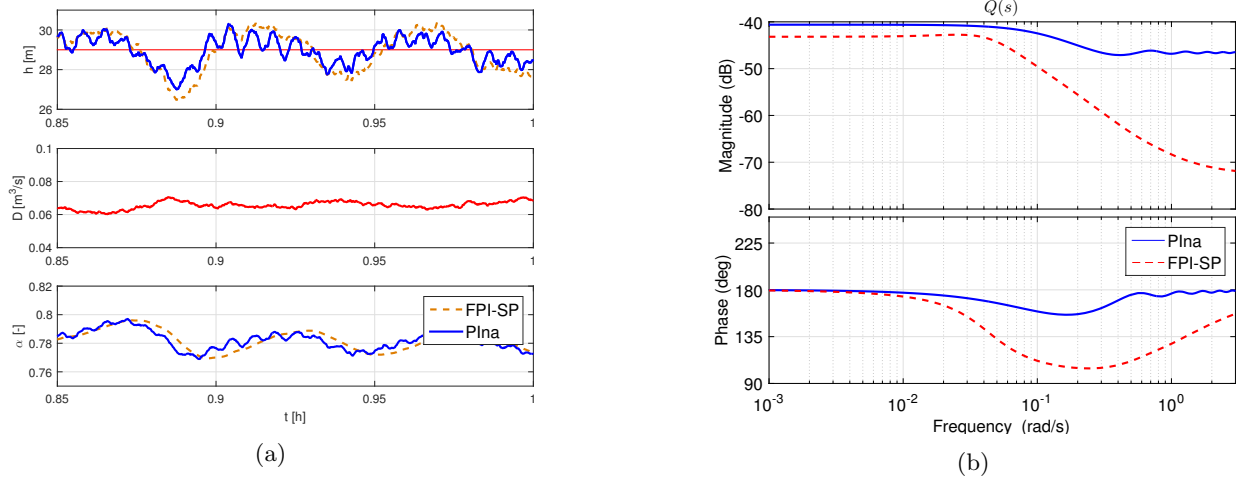 30
28
26
h [m]
0.85
0.9
0.95
1
0.1
0.08
0.06
0.04
D [m³/s]
0.85
0.9
0.95
1
0.82
0.8
0.78
0.76
α [-]
FPI-SP
PIna
0.85
0.9
0.95
1
t [h]
(a)
Q(s)
-40
-50
-60
-70
-80
Magnitude (dB)
225
180
135
90
Phase (deg)
PIna
FPI-SP
10⁻³
10⁻²
10⁻¹
10⁰
Frequency (rad/s)
(b)